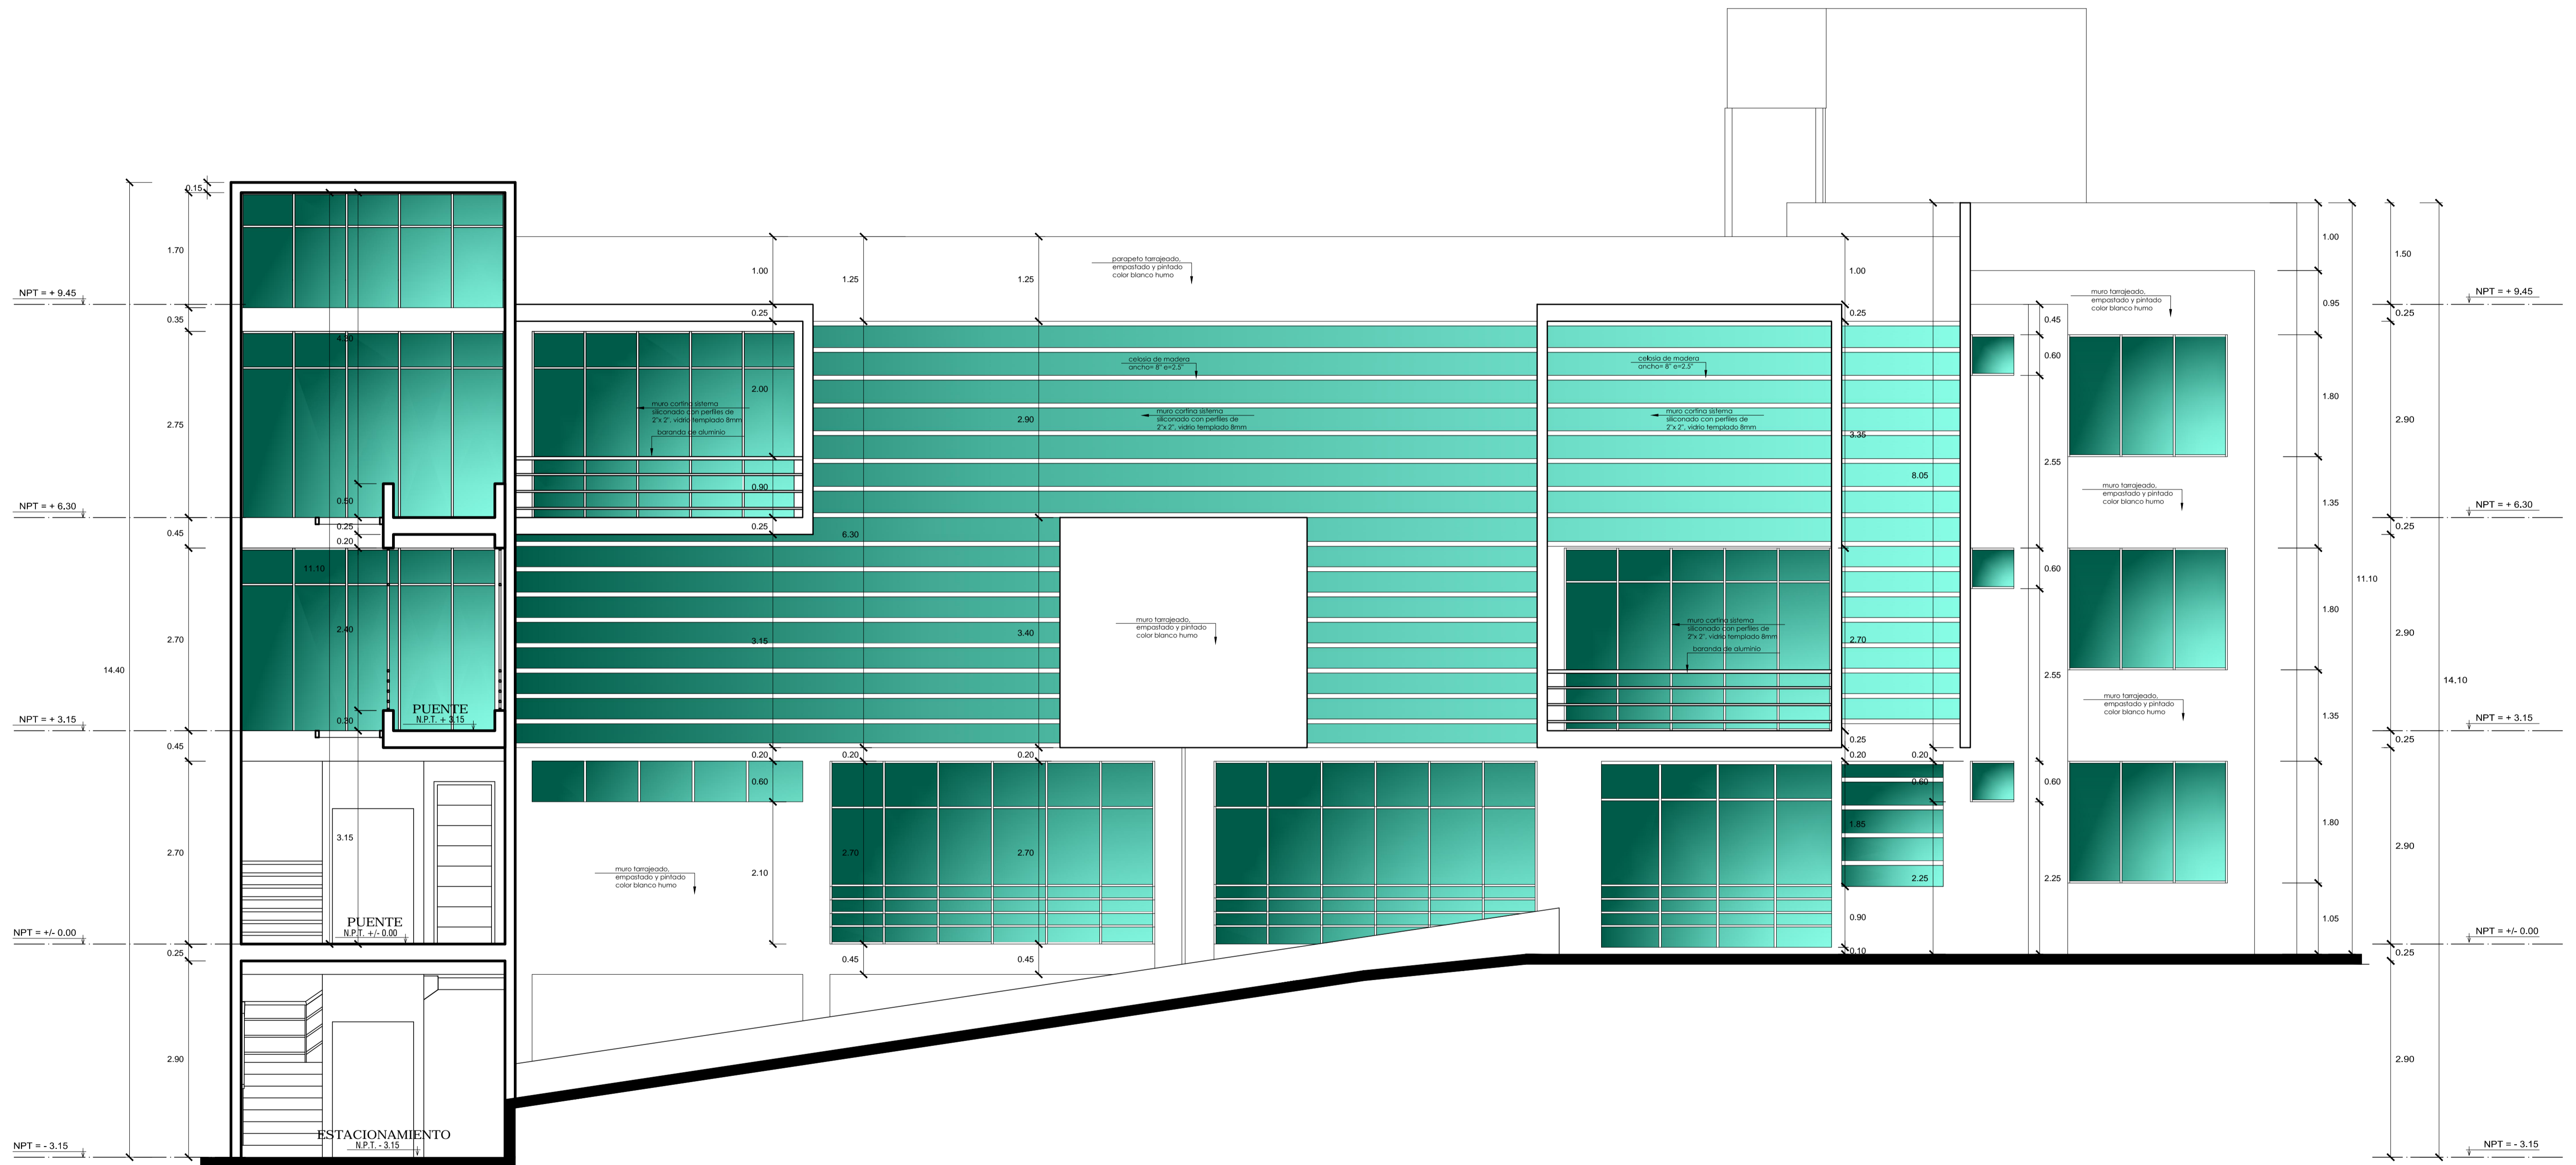 0.15
1.70
NPT = + 9.45
0.35
2.75
NPT = + 6.30
0.45
2.70
14.40
NPT = + 3.15
0.45
2.70
NPT = +/- 0.00
0.25
2.90
NPT = - 3.15
4.80
0.50
0.25
0.20
11.10
2.40
0.30
PUENTE
N.P.T. + 3.15
3.15
PUENTE
N.P.T. +/- 0.00
ESTACIONAMIENTO
N.P.T. - 3.15
1.00
0.25
2.00
muro cortina sistema
siliconado con perfiles de
2"x 2", vidrio templado 8mm
baranda de aluminio
0.90
0.25
3.15
0.20
0.60
2.10
muro tarrajeado,
empastado y pintado
color blanco humo
1.25
6.30
0.20
2.70
0.45
1.25
2.90
3.40
0.20
2.70
0.45
parapeto tarrajeado,
empastado y pintado
color blanco humo
celosia de madera
ancho= 8" e=2.5"
muro cortina sistema
siliconado con perfiles de
2"x 2", vidrio templado 8mm
muro tarrajeado,
empastado y pintado
color blanco humo
celosia de madera
ancho= 8" e=2.5"
muro cortina sistema
siliconado con perfiles de
2"x 2", vidrio templado 8mm
muro cortina sistema
siliconado con perfiles de
2"x 2", vidrio templado 8mm
baranda de aluminio
1.00
0.25
3.35
2.70
0.25
0.20
1.85
0.90
0.10
8.05
0.20
0.60
2.25
0.45
0.60
2.55
0.60
2.55
0.60
2.25
muro tarrajeado,
empastado y pintado
color blanco humo
muro tarrajeado,
empastado y pintado
color blanco humo
muro tarrajeado,
empastado y pintado
color blanco humo
1.00
0.95
1.80
1.35
1.80
1.35
1.80
1.05
11.10
1.50
0.25
2.90
0.25
2.90
0.25
2.90
0.25
2.90
14.10
NPT = + 9.45
NPT = + 6.30
NPT = + 3.15
NPT = +/- 0.00
NPT = - 3.15